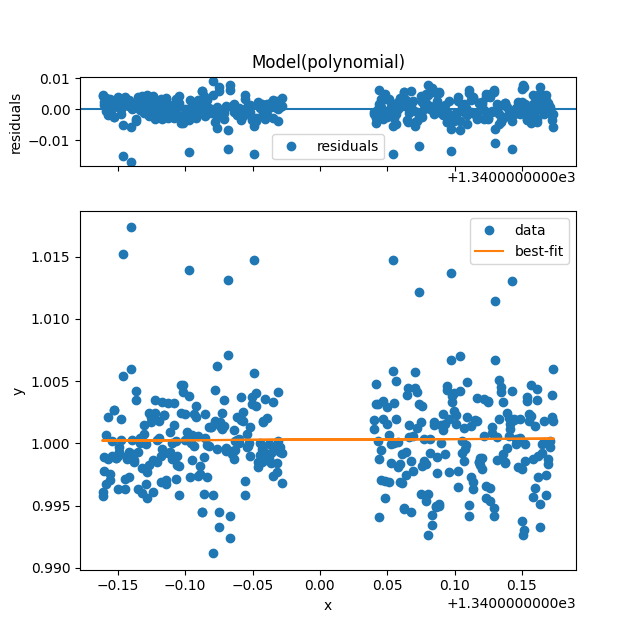 Model(polynomial)
residuals
0.01
0.00
−0.01
residuals
+1.3400000000e3
y
1.015
1.010
1.005
1.000
0.995
0.990
data
best-fit
−0.15
−0.10
−0.05
0.00
0.05
0.10
0.15
x
+1.3400000000e3